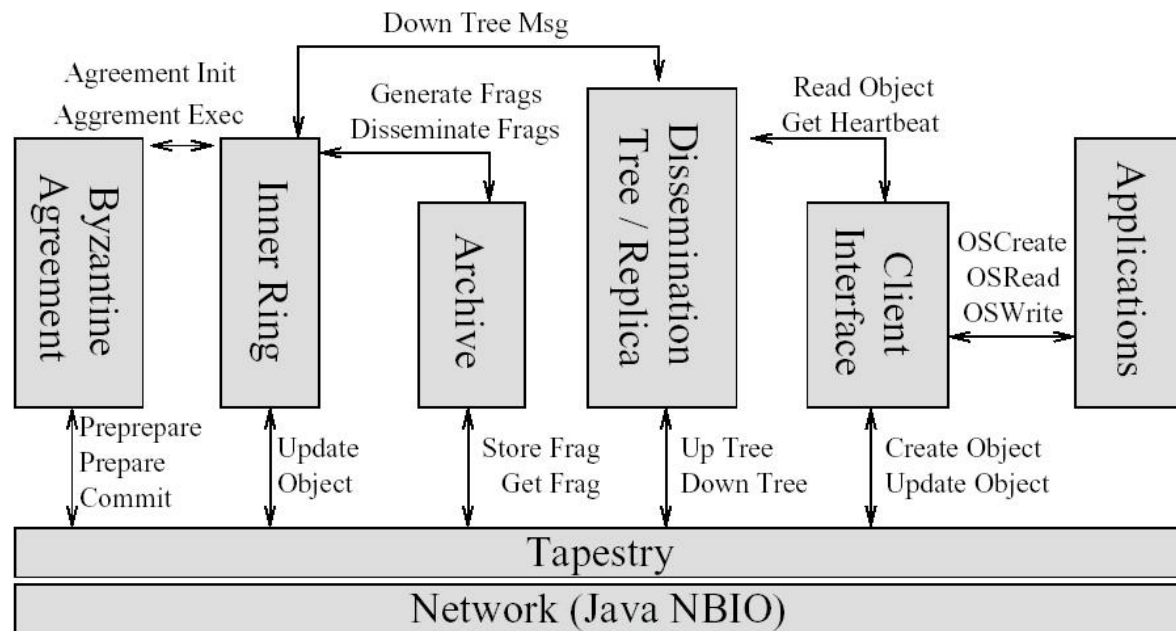 Down Tree Msg
Agreement Init
Aggrement Exec
Generate Frags
Disseminate Frags
Read Object
Get Heartbeat
Byzantine
Agreement
Inner Ring
Archive
Dissemination
Tree / Replica
Client
Interface
OSCreate
OSRead
OSWrite
Applications
Preprepare
Prepare
Commit
Update
Object
Store Frag
Get Frag
Up Tree
Down Tree
Create Object
Update Object
Tapestry
Network (Java NBIO)